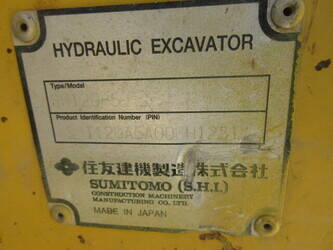 HYDRAULIC EXCAVATOR
Type/Model
Product Identification Number (PIN)
住友建機製造株式会社
SUMITOMO (S.H.I.)
CONSTRUCTION MACHINERY
MANUFACTURING CO., LTD.
MADE IN JAPAN